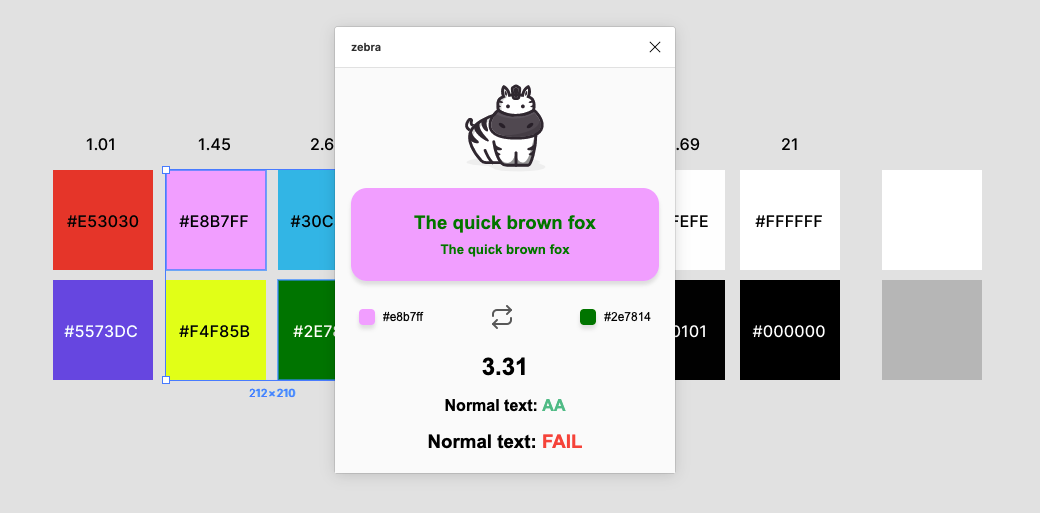 zebra
1.01
1.45
2.6
.69
21
#E53030
#E8B7FF
#30C
FEFE
#FFFFFF
The quick brown fox
The quick brown fox
#5573DC
#F4F85B
#2E78
0101
#000000
#e8b7ff
#2e7814
3.31
212×210
Normal text: AA
Normal text: FAIL